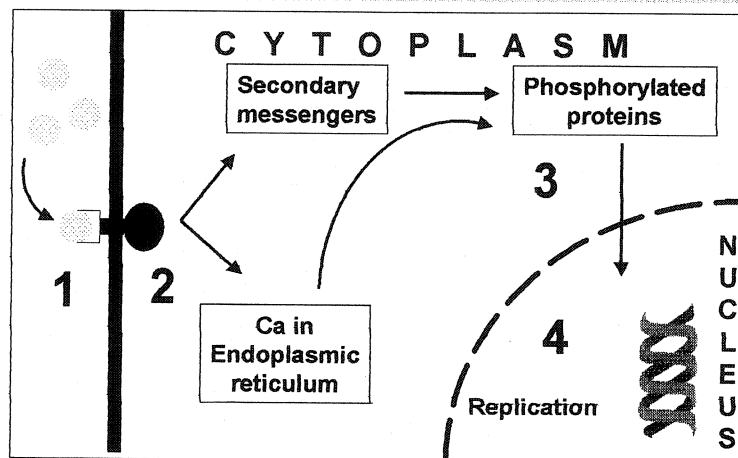 C Y T O P L A S M
Secondary
messengers
Phosphorylated
proteins
3
1
2
Ca in
Endoplasmic
reticulum
4
Replication
N
U
C
L
E
U
S